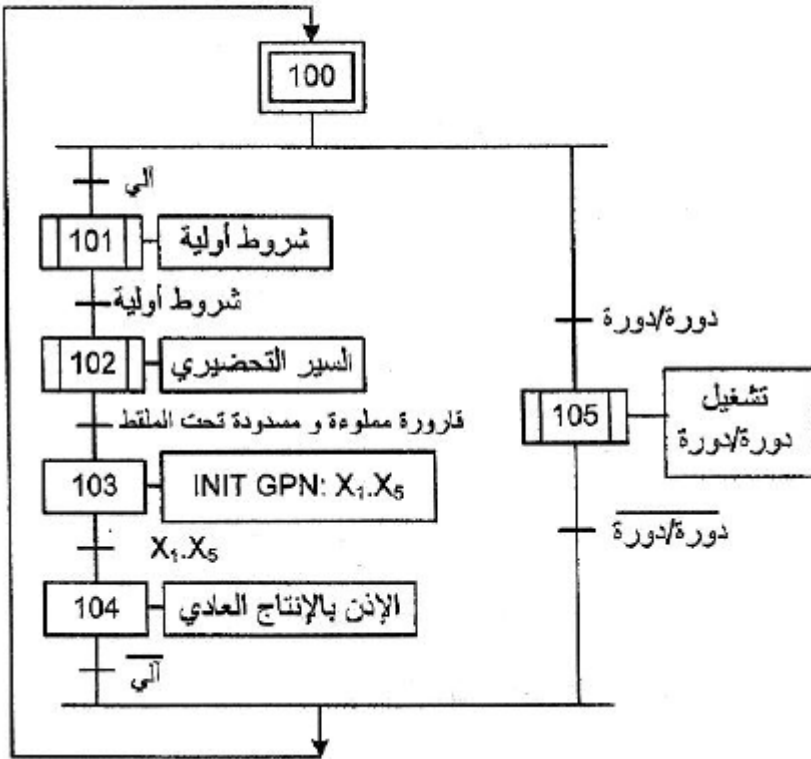 100
آلي
101
شروط أولية
شروط أولية
102
السير التحضيري
قارورة مملوءة و مسدودة تحت الملقط
103
INIT GPN: X₁.X₅
X₁.X₅
104
الإذن بالإنتاج العادي
آلي
دورة/دورة
105
تشغيل
دورة/دورة
دورة/دورة